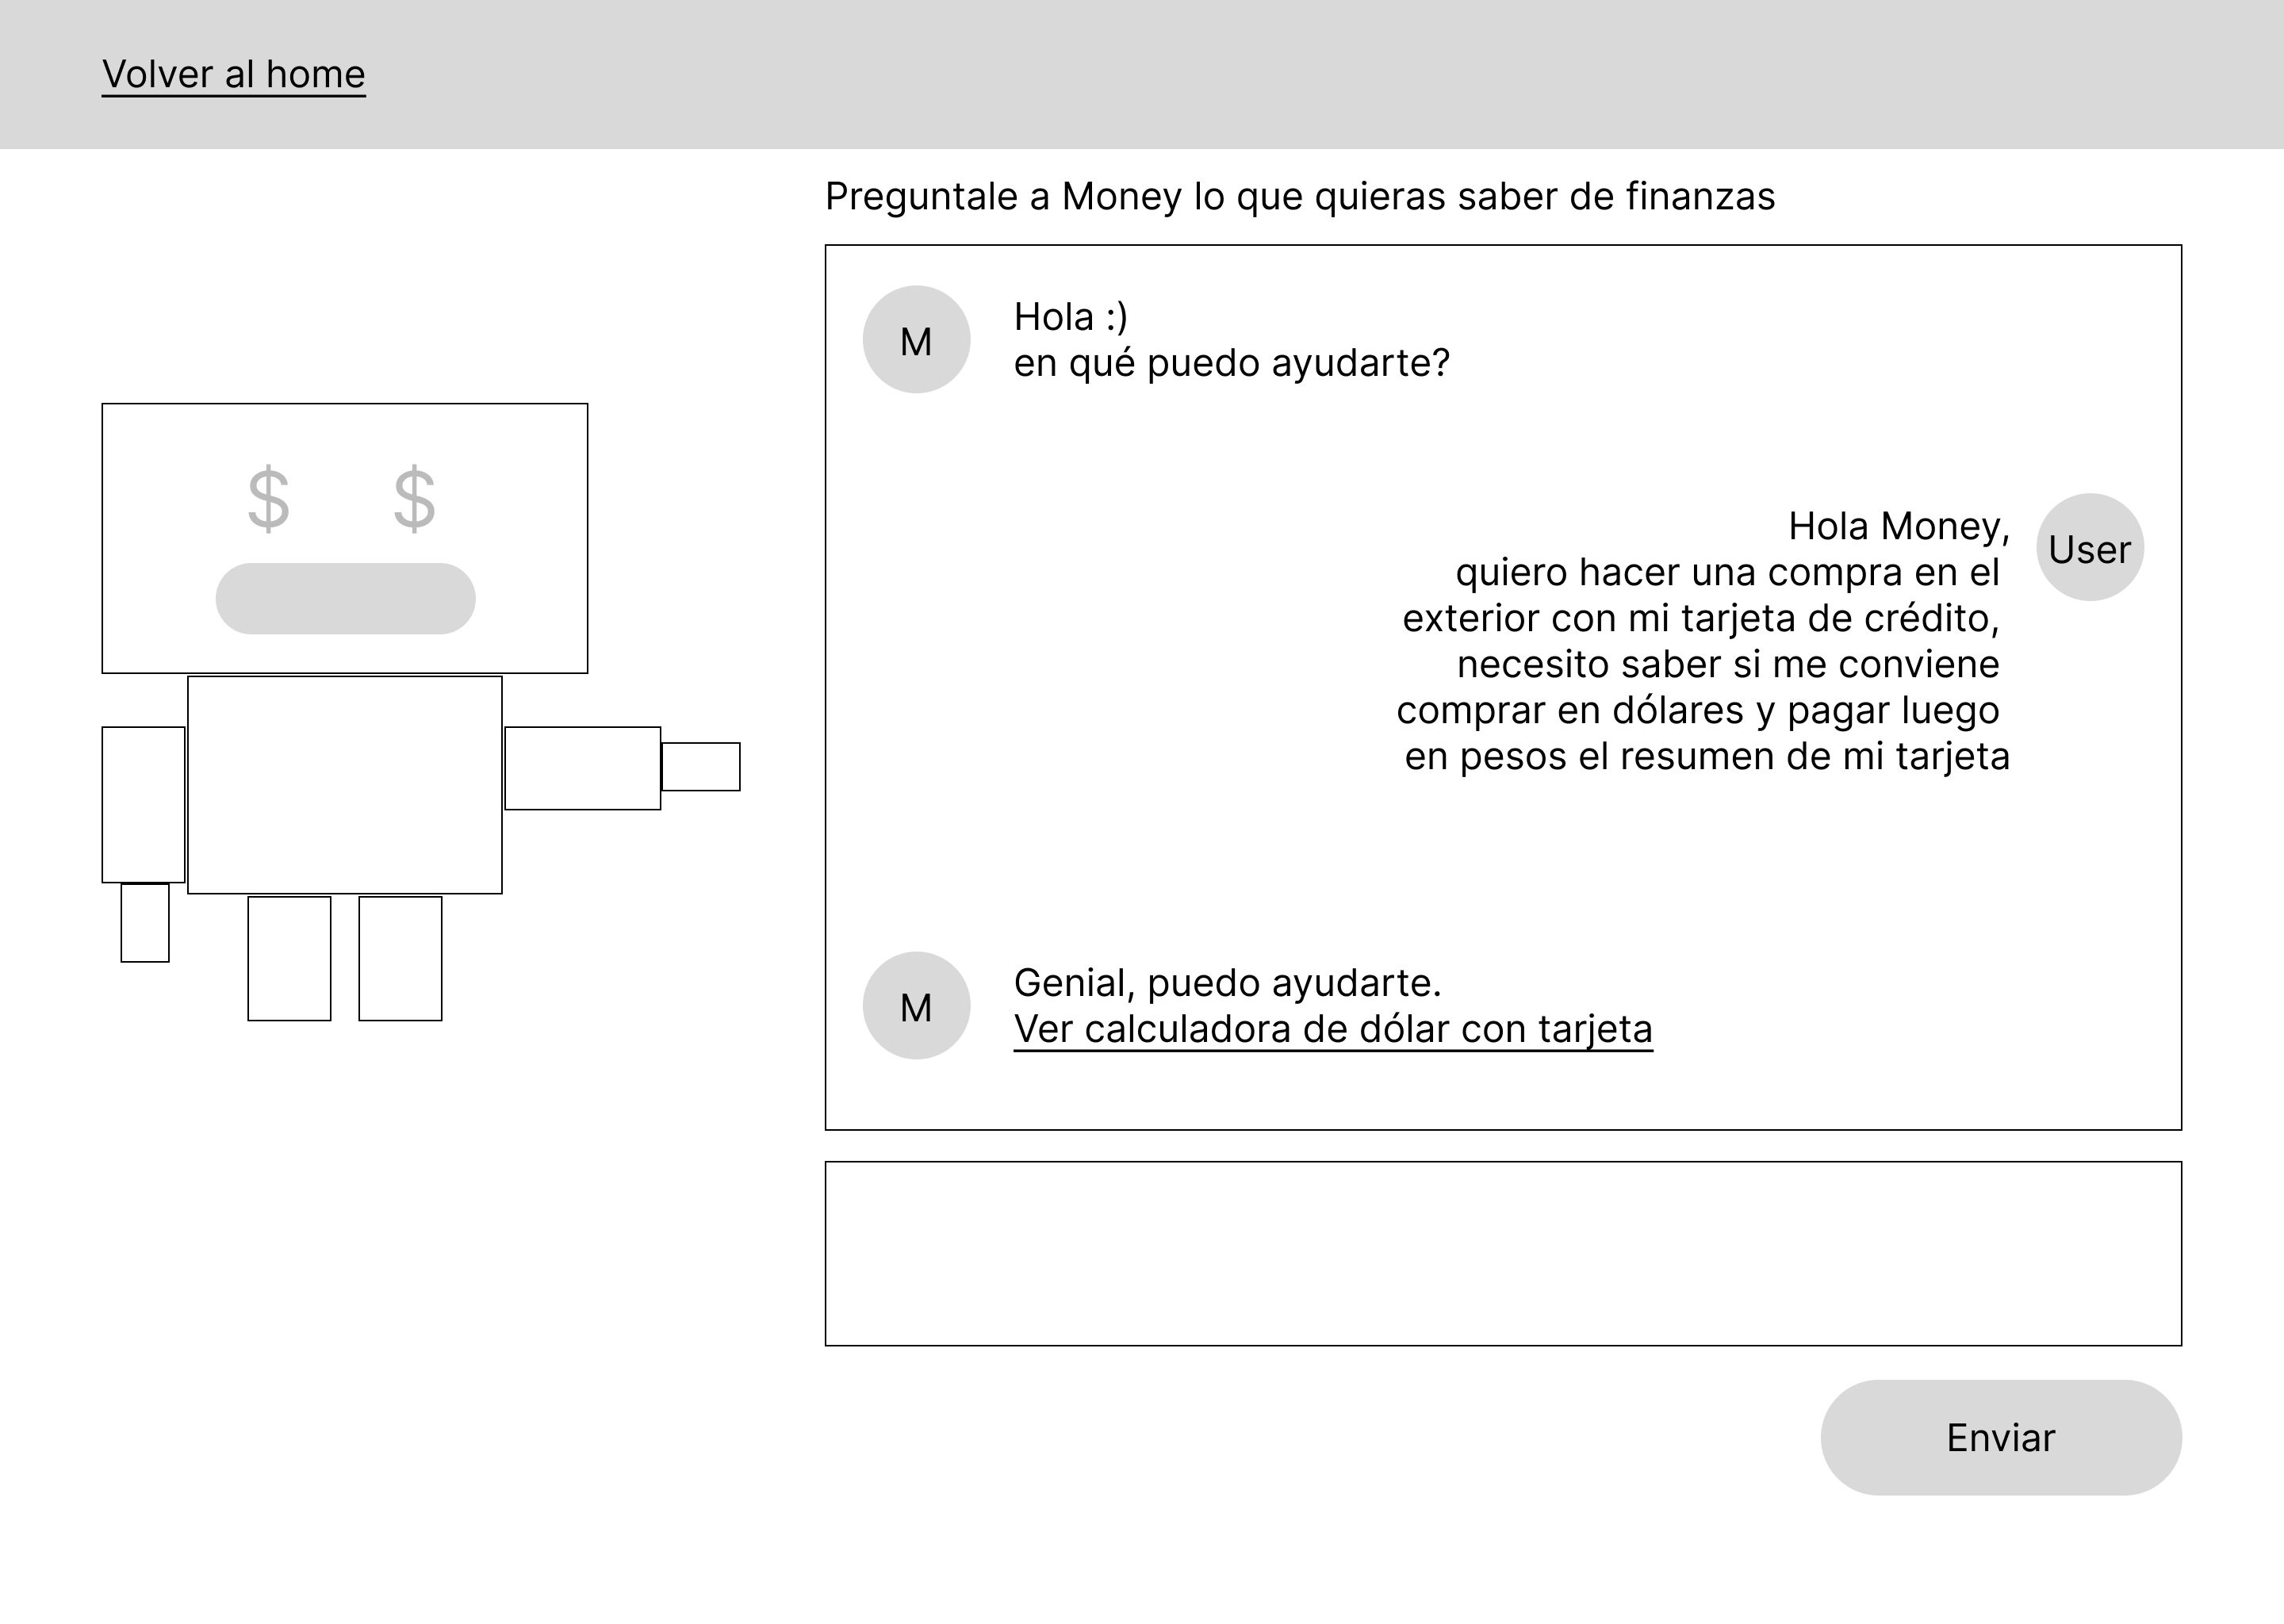 Volver al home
Preguntale a Money lo que quieras saber de finanzas
M
Hola :)
en qué puedo ayudarte?
$ $
User
Hola Money,
quiero hacer una compra en el
exterior con mi tarjeta de crédito,
necesito saber si me conviene
comprar en dólares y pagar luego
en pesos el resumen de mi tarjeta
M
Genial, puedo ayudarte.
Ver calculadora de dólar con tarjeta
Enviar